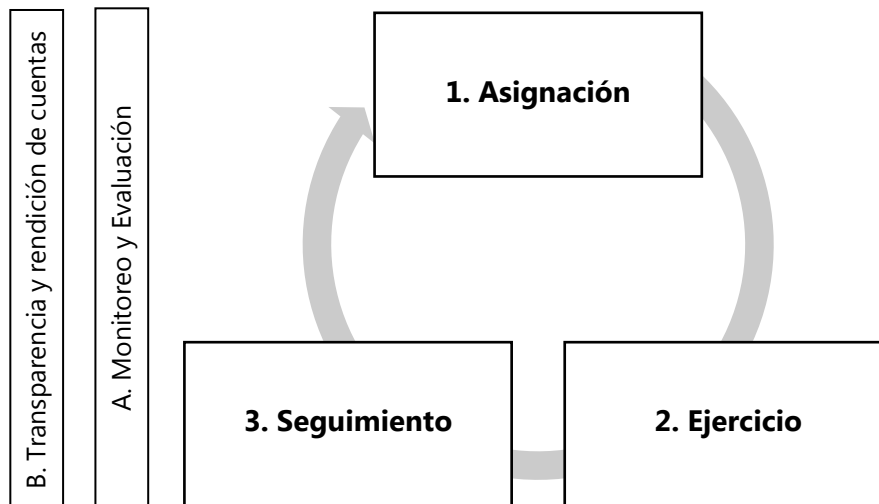 B. Transparencia y rendición de cuentas
A. Monitoreo y Evaluación
1. Asignación
3. Seguimiento
2. Ejercicio